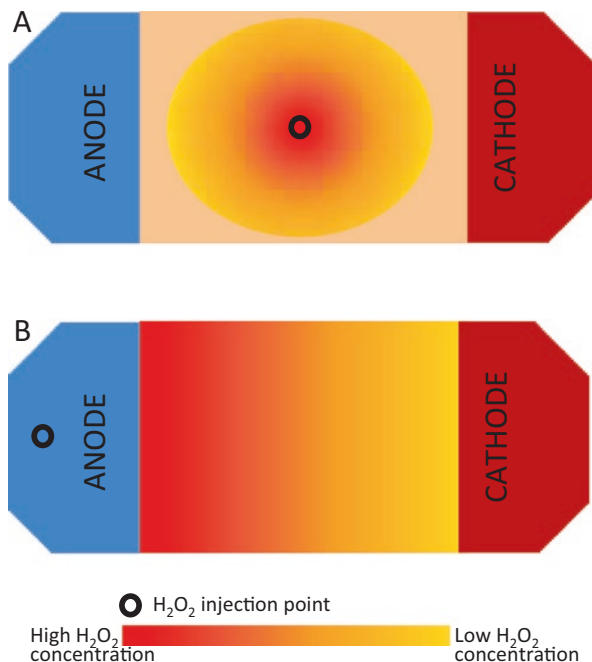 A
ANODE
CATHODE
B
ANODE
CATHODE
H₂O₂ injection point
High H₂O₂
concentration
Low H₂O₂
concentration